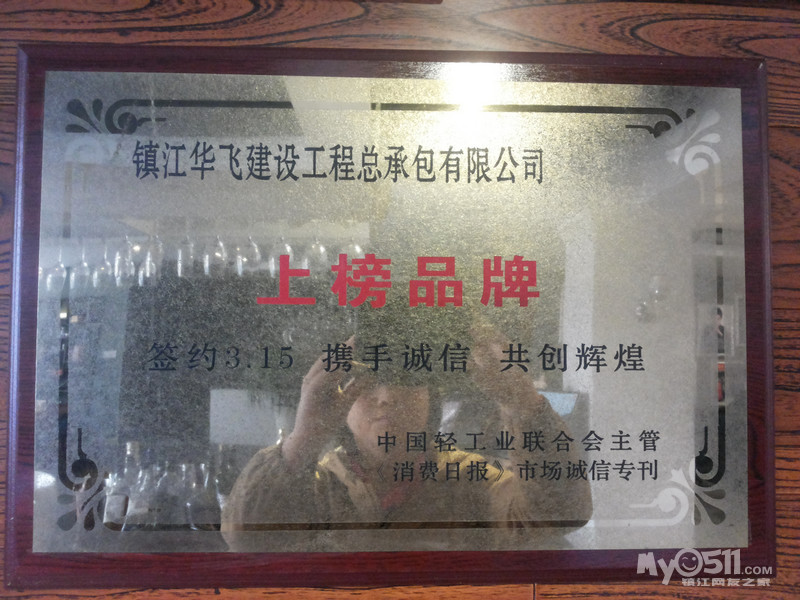 镇江华飞建设工程总承包有限公司
上榜品牌
签约3.15 携手诚信 共创辉煌
中国轻工业联合会主管
消费日报》市场诚信专刊
My0511.COM
镇江网友之家